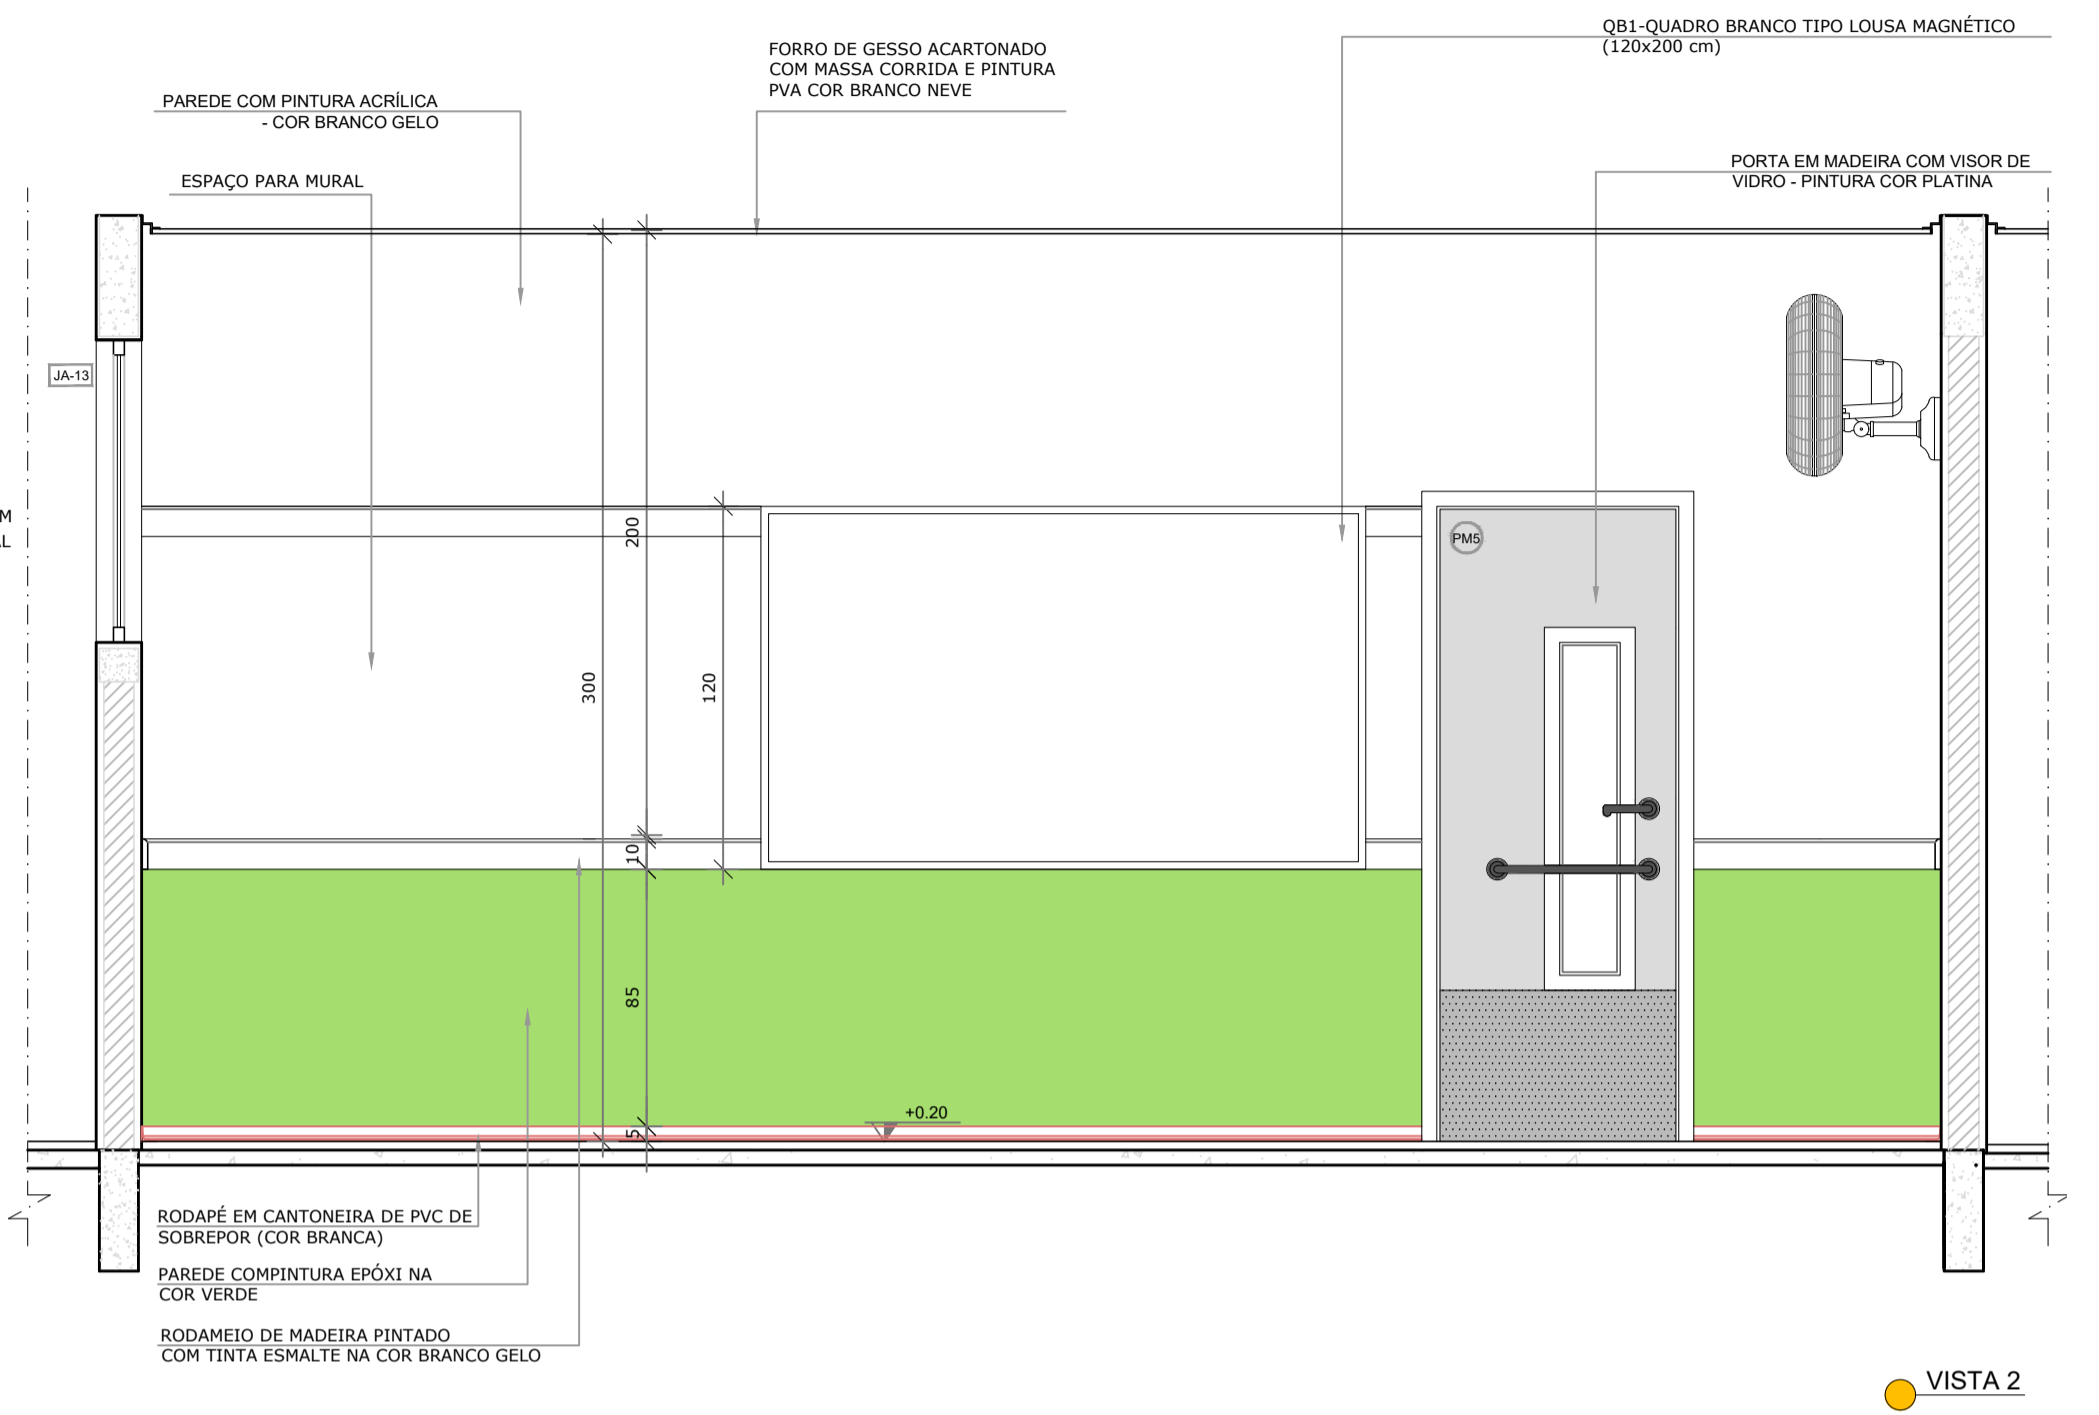 QB1-QUADRO BRANCO TIPO LOUSA MAGNÉTICO
(120x200 cm)
FORRO DE GESSO ACARTONADO
COM MASSA CORRIDA E PINTURA
PVA COR BRANCO NEVE
PAREDE COM PINTURA ACRÍLICA
- COR BRANCO GELO
PORTA EM MADEIRA COM VISOR DE
VIDRO - PINTURA COR PLATINA
ESPAÇO PARA MURAL
JA-13
M
AL
PM5
200
300
120
10
85
5
+0.20
RODAPÉ EM CANTONEIRA DE PVC DE
SOBREPOR (COR BRANCA)
PAREDE COMPINTURA EPÓXI NA
COR VERDE
RODAMEIO DE MADEIRA PINTADO
COM TINTA ESMALTE NA COR BRANCO GELO
VISTA 2